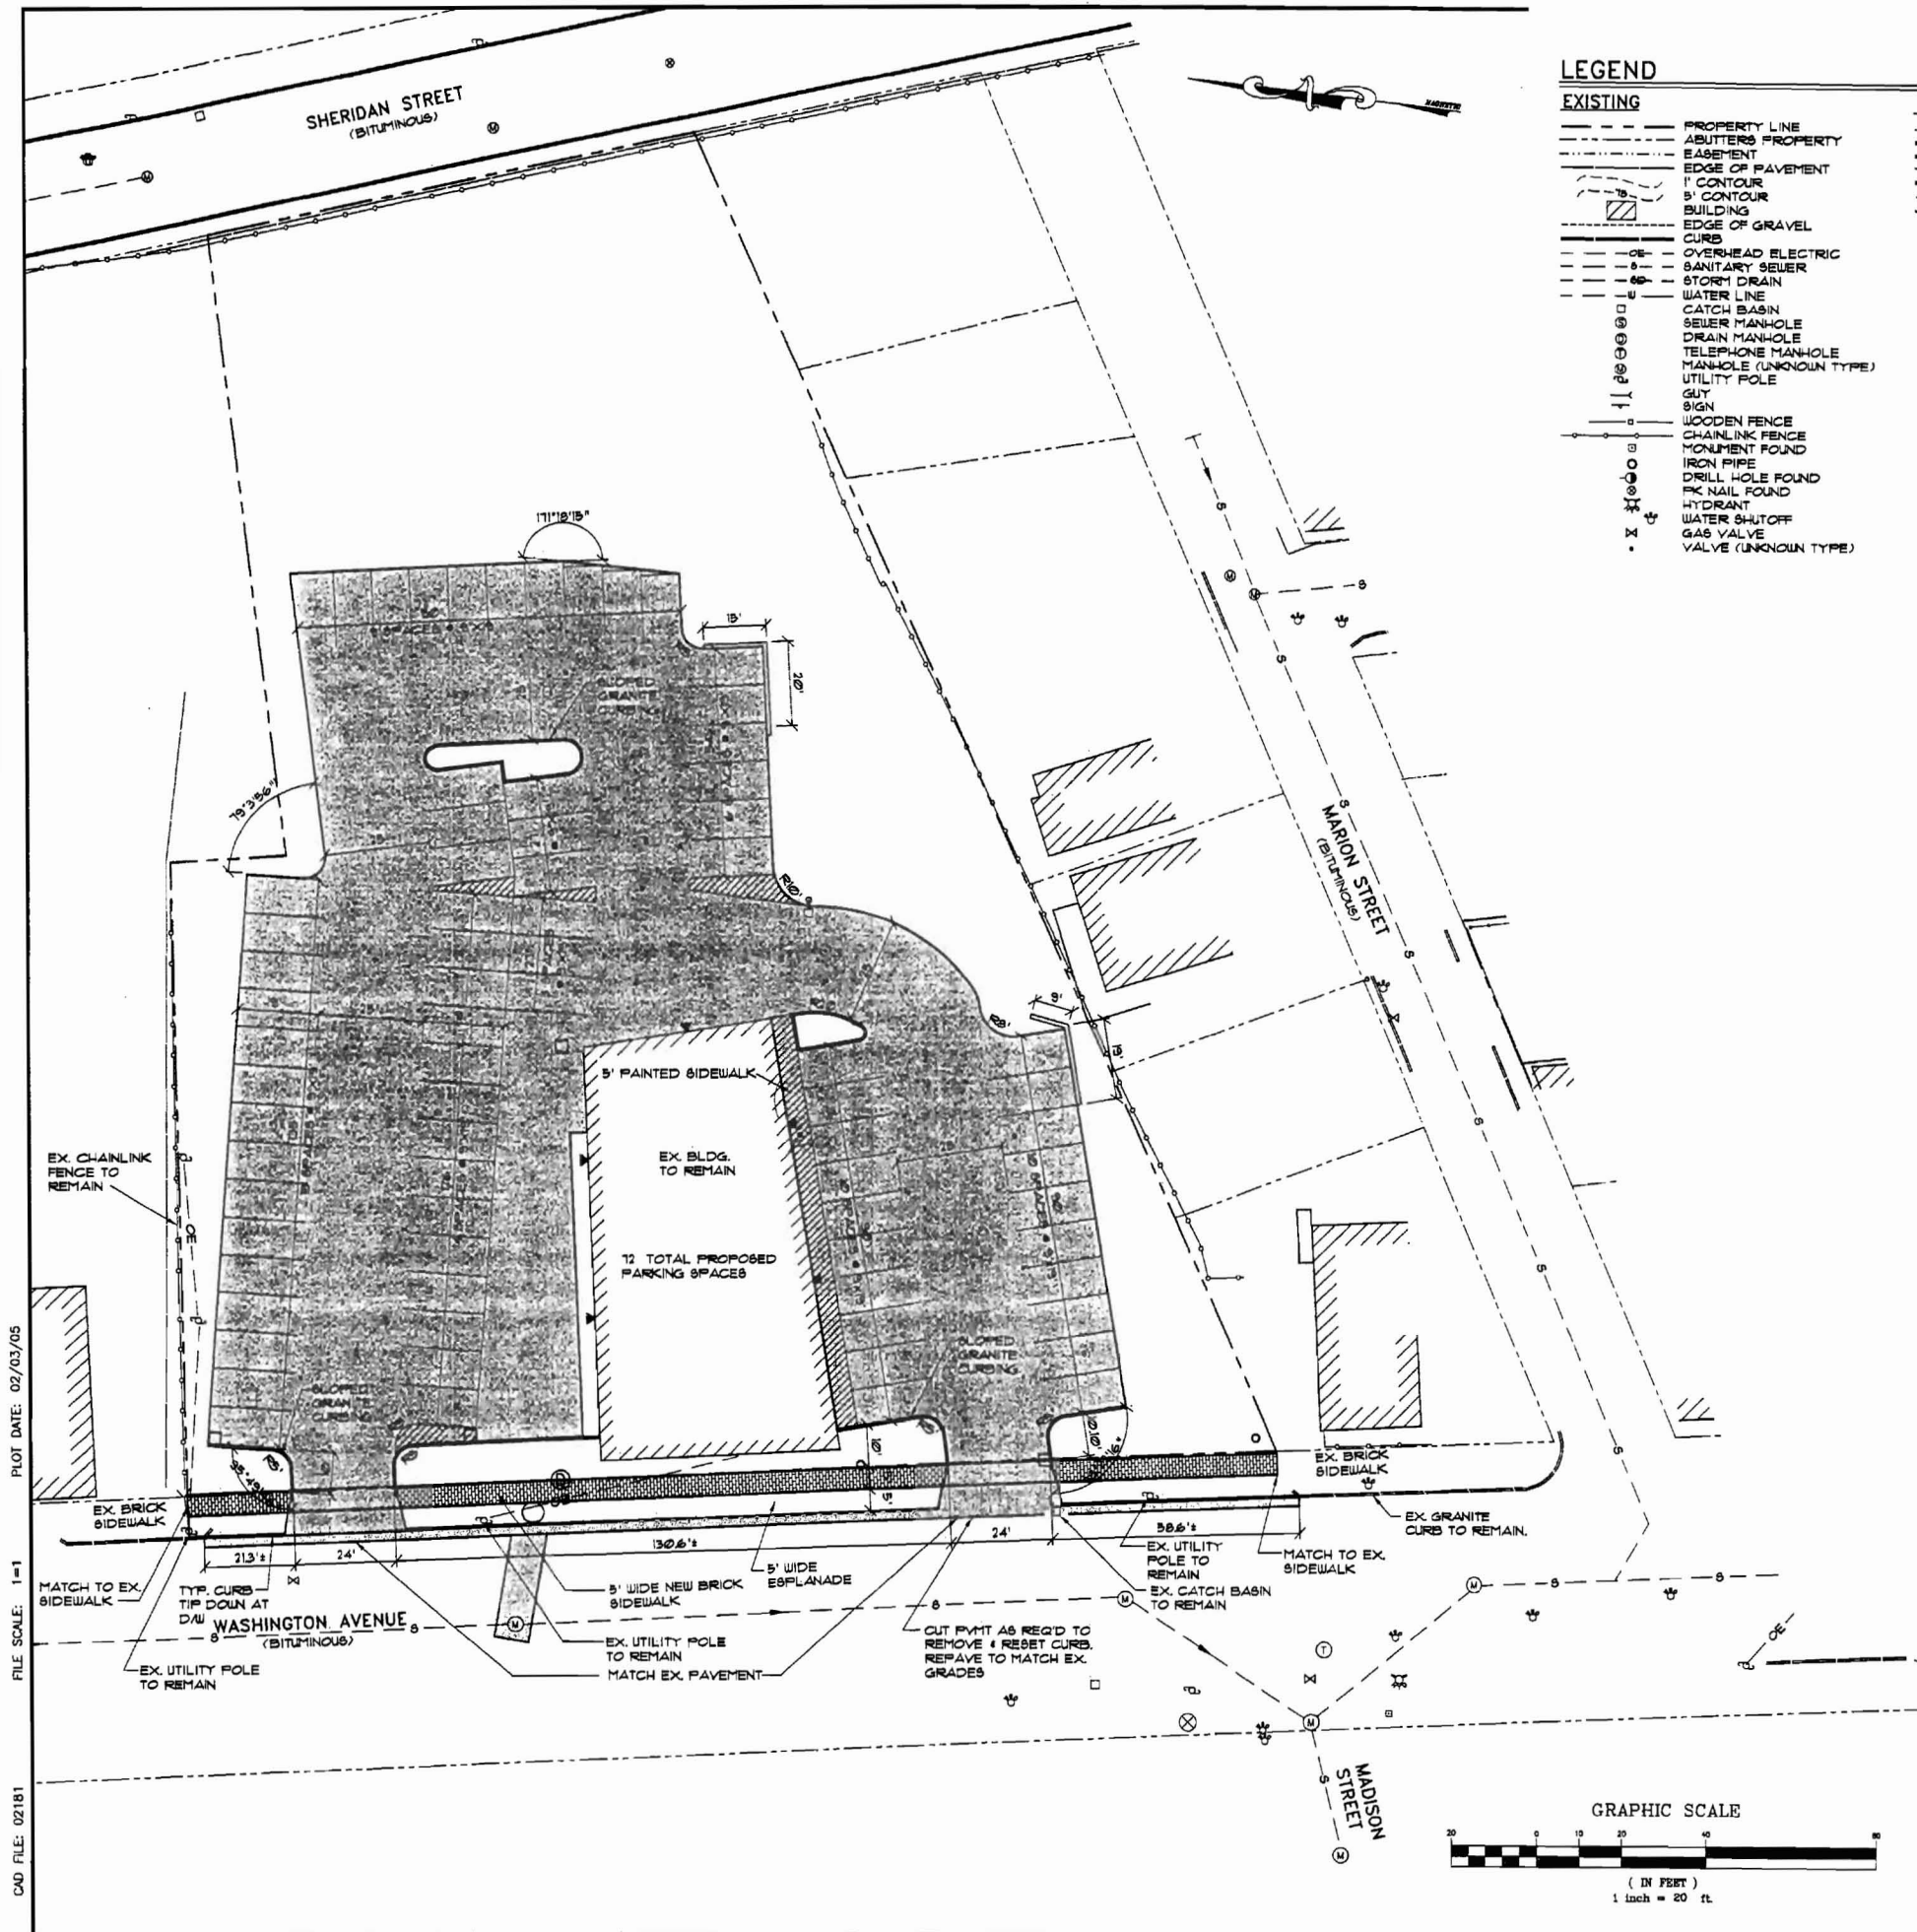 SHERIDAN STREET
(BITUMINOUS)
MAGNETIC
LEGEND
EXISTING
PROPERTY LINE
ABUTTERS PROPERTY
EASEMENT
EDGE OF PAVEMENT
1' CONTOUR
75
5' CONTOUR
BUILDING
EDGE OF GRAVEL
CURB
OE
OVERHEAD ELECTRIC
S
SANITARY SEWER
SD
STORM DRAIN
W
WATER LINE
CATCH BASIN
S
SEWER MANHOLE
D
DRAIN MANHOLE
T
TELEPHONE MANHOLE
M
MANHOLE (UNKNOWN TYPE)
UTILITY POLE
GUY
SIGN
WOODEN FENCE
CHAINLINK FENCE
MONUMENT FOUND
IRON PIPE
DRILL HOLE FOUND
PK NAIL FOUND
HYDRANT
WATER SHUTOFF
GAS VALVE
VALVE (UNKNOWN TYPE)
171°18'15"
15'
20'
SLOPED
GRANITE
CURBING
79°3'56"
R10'
MARION STREET
(BITUMINOUS)
9'
R8'
19'
5' PAINTED SIDEWALK
EX. BLDG.
TO REMAIN
72 TOTAL PROPOSED
PARKING SPACES
EX. CHAINLINK
FENCE TO
REMAIN
OE
SLOPED
GRANITE
CURBING
SLOPED
GRANITE
CURBING
R5'
10'
5'
EX. BRICK
SIDEWALK
EX. BRICK
SIDEWALK
EX. GRANITE
CURB TO REMAIN.
21.3'±
24'
130.6'±
24'
58.6'±
MATCH TO EX.
SIDEWALK
TYP. CURB
TIP DOWN AT
D/W
5' WIDE NEW BRICK
SIDEWALK
5' WIDE
ESPLANADE
EX. UTILITY
POLE TO
REMAIN
MATCH TO EX.
SIDEWALK
EX. CATCH BASIN
TO REMAIN
WASHINGTON AVENUE
(BITUMINOUS)
EX. UTILITY POLE
TO REMAIN
EX. UTILITY POLE
TO REMAIN
MATCH EX. PAVEMENT
CUT PVMT AS REQ'D TO
REMOVE & RESET CURB.
REPAVE TO MATCH EX.
GRADES
OE
MADISON
STREET
GRAPHIC SCALE
20 0 10 20 40 80
( IN FEET )
1 inch = 20 ft.
CAD FILE: 02181 FILE SCALE: 1=1 PLOT DATE: 02/03/05